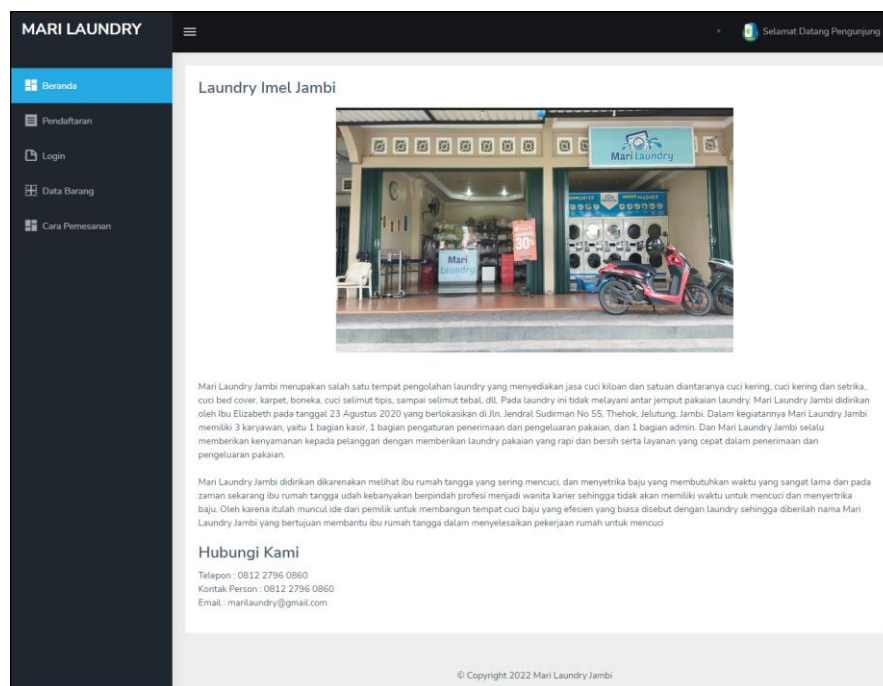 MARI LAUNDRY
Selamat Datang Pengunjung
Beranda
Pendaftaran
Login
Data Barang
Cara Pemesanan
Laundry Imel Jambi
Mari Laundry
30%
Mari
Laundry
Mari Laundry Jambi merupakan salah satu tempat pengolahan laundry yang menyediakan jasa cuci kiloan dan satuan diantaranya cuci kering, cuci kering dan setrika,
cuci bed cover, karpet, boneka, cuci selimut tipis, sampai selimut tebal, dll. Pada laundry ini tidak melayani antar jemput pakaian laundry. Mari Laundry Jambi didirikan
oleh Ibu Elizabeth pada tanggal 23 Agustus 2020 yang berlokasikan di Jln. Jendral Sudirman No 55, Thehok, Jelutung, Jambi. Dalam kegiatannya Mari Laundry Jambi
memiliki 3 karyawan, yaitu 1 bagian kasir, 1 bagian pengaturan penerimaan dan pengeluaran pakaian, dan 1 bagian admin. Dan Mari Laundry Jambi selalu
memberikan kenyamanan kepada pelanggan dengan memberikan laundry pakaian yang rapi dan bersih serta layanan yang cepat dalam penerimaan dan
pengeluaran pakaian.
Mari Laundry Jambi didirikan dikarenakan melihat ibu rumah tangga yang sering mencuci, dan menyetrika baju yang membutuhkan waktu yang sangat lama dan pada
zaman sekarang ibu rumah tangga udah kebanyakan berpindah profesi menjadi wanita karier sehingga tidak akan memiliki waktu untuk mencuci dan menyertrika
baju. Oleh karena itulah muncul ide dari pemilik untuk membangun tempat cuci baju yang efesien yang biasa disebut dengan laundry sehingga diberilah nama Mari
Laundry Jambi yang bertujuan membantu ibu rumah tangga dalam menyelesaikan pekerjaan rumah untuk mencuci
Hubungi Kami
Telepon : 0812 2796 0860
Kontak Person : 0812 2796 0860
Email : marilaundry@gmail.com
© Copyright 2022 Mari Laundry Jambi